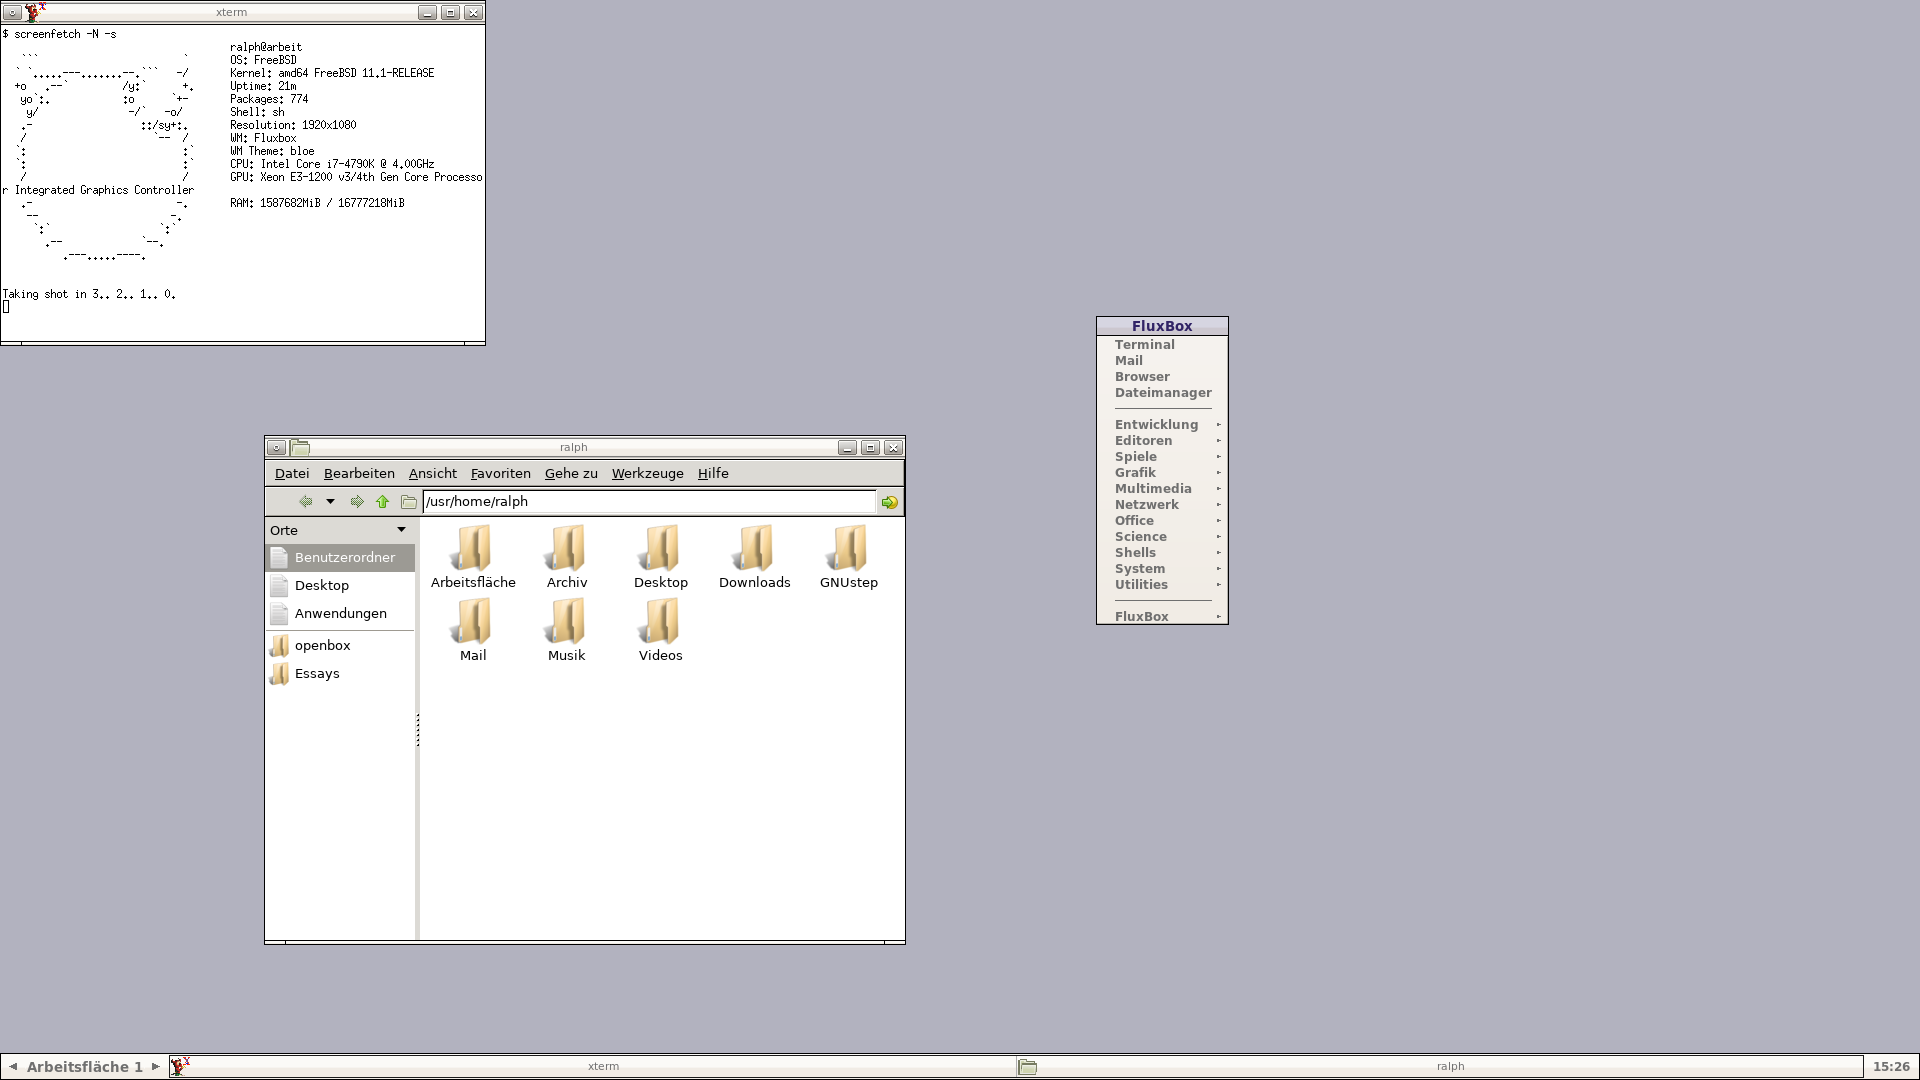 xterm
$ screenfetch -N -s
ralph@arbeit
OS: FreeBSD
Kernel: amd64 FreeBSD 11.1-RELEASE
Uptime: 21m
Packages: 774
Shell: sh
Resolution: 1920x1080
WM: Fluxbox
WM Theme: bloe
CPU: Intel Core i7-4790K @ 4.00GHz
GPU: Xeon E3-1200 v3/4th Gen Core Processo
r Integrated Graphics Controller
RAM: 1587682MiB / 16777218MiB
Taking shot in 3.. 2.. 1.. 0.
FluxBox
Terminal
Mail
Browser
Dateimanager
Entwicklung
Editoren
Spiele
Grafik
Multimedia
Netzwerk
Office
Science
Shells
System
Utilities
FluxBox
ralph
Datei Bearbeiten Ansicht Favoriten Gehe zu Werkzeuge Hilfe
/usr/home/ralph
Orte
Benutzerordner
Desktop
Anwendungen
openbox
Essays
Arbeitsfläche Archiv Desktop Downloads GNUstep
Mail Musik Videos
Arbeitsfläche 1 xterm ralph 15:26